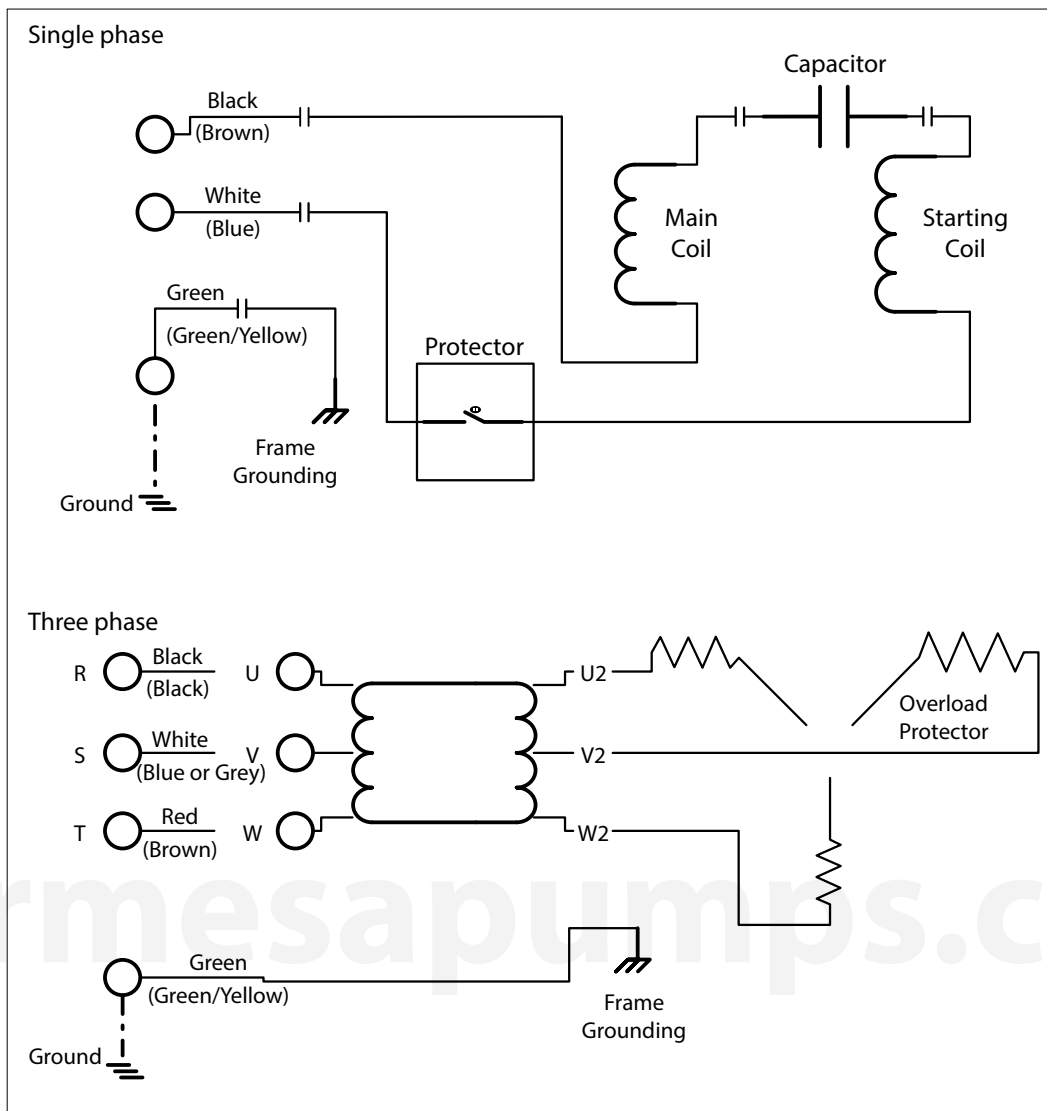 Single phase
Capacitor
Black
(Brown)
White
(Blue)
Main
Coil
Starting
Coil
Green
(Green/Yellow)
Protector
Frame
Grounding
Ground
Three phase
R
Black
(Black)
U
U2
Overload
Protector
S
White
(Blue or Grey)
V
V2
T
Red
(Brown)
W
W2
rmesapumps.c
Green
(Green/Yellow)
Frame
Grounding
Ground